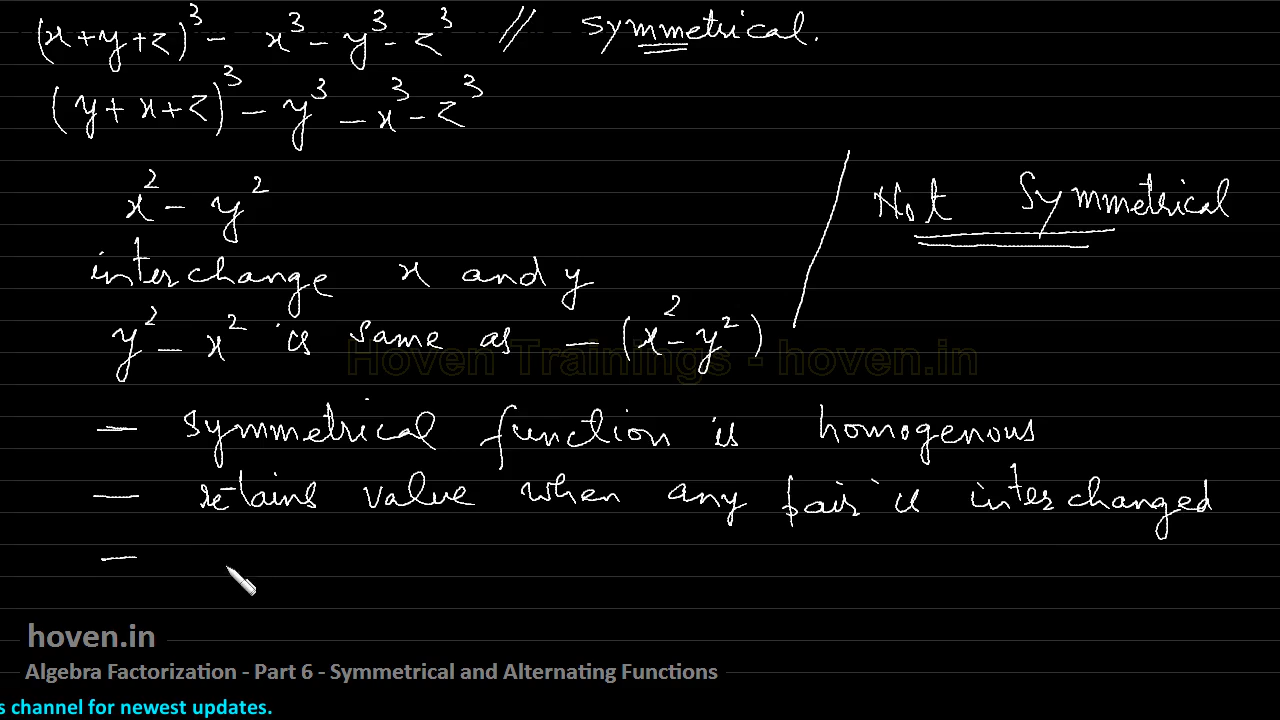 (x+y+z)³ - x³ - y³ - z³ // symmetrical.
(y+x+z)³ - y³ - x³ - z³
x² - y²
Not Symmetrical
interchange x and y
y² - x² is same as - (x² - y²)
Hoven Trainings - hoven.in
- symmetrical function is homogenous
- retains value when any pair is interchanged
-
hoven.in
Algebra Factorization - Part 6 - Symmetrical and Alternating Functions
s channel for newest updates.